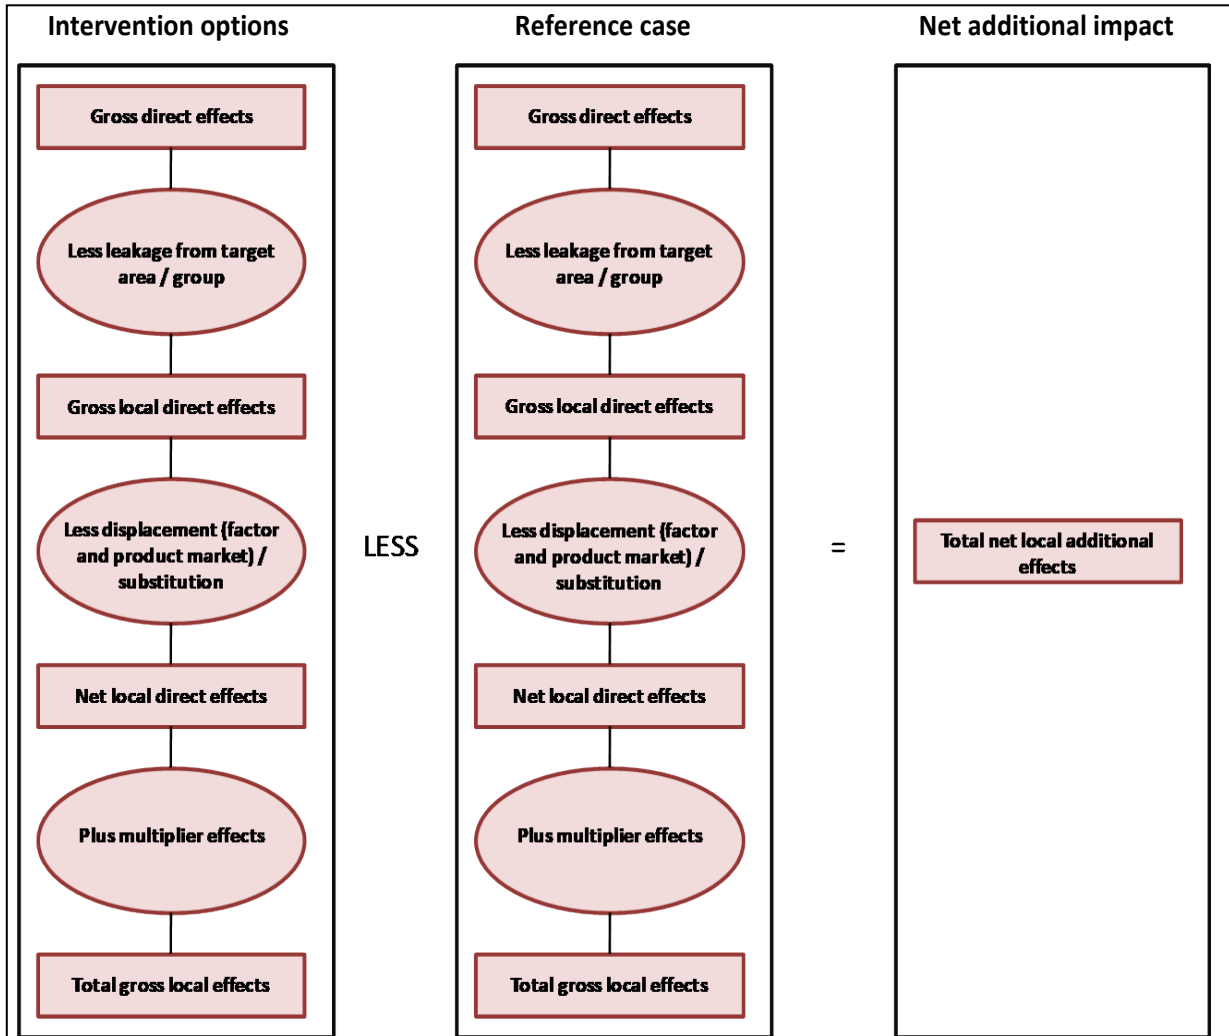 Intervention options
Reference case
Net additional impact
Gross direct effects
Less leakage from target
area / group
Gross local direct effects
Less displacement (factor
and product market) /
substitution
Net local direct effects
Plus multiplier effects
Total gross local effects
LESS
Gross direct effects
Less leakage from target
area / group
Gross local direct effects
Less displacement (factor
and product market) /
substitution
Net local direct effects
Plus multiplier effects
Total gross local effects
=
Total net local additional
effects